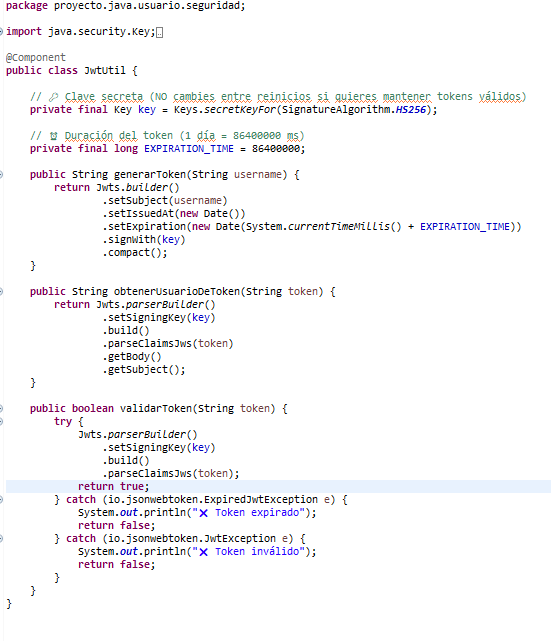 package proyecto.java.usuario.seguridad;
import java.security.Key;
@Component
public class JwtUtil {
// 🔑 Clave secreta (NO cambies entre reinicios si quieres mantener tokens válidos)
private final Key key = Keys.secretKeyFor(SignatureAlgorithm.HS256);
// ⏰ Duración del token (1 día = 86400000 ms)
private final long EXPIRATION_TIME = 86400000;
public String generarToken(String username) {
return Jwts.builder()
.setSubject(username)
.setIssuedAt(new Date())
.setExpiration(new Date(System.currentTimeMillis() + EXPIRATION_TIME))
.signWith(key)
.compact();
}
public String obtenerUsuarioDeToken(String token) {
return Jwts.parserBuilder()
.setSigningKey(key)
.build()
.parseClaimsJws(token)
.getBody()
.getSubject();
}
public boolean validarToken(String token) {
try {
Jwts.parserBuilder()
.setSigningKey(key)
.build()
.parseClaimsJws(token);
return true;
} catch (io.jsonwebtoken.ExpiredJwtException e) {
System.out.println("❌ Token expirado");
return false;
} catch (io.jsonwebtoken.JwtException e) {
System.out.println("❌ Token inválido");
return false;
}
}
}